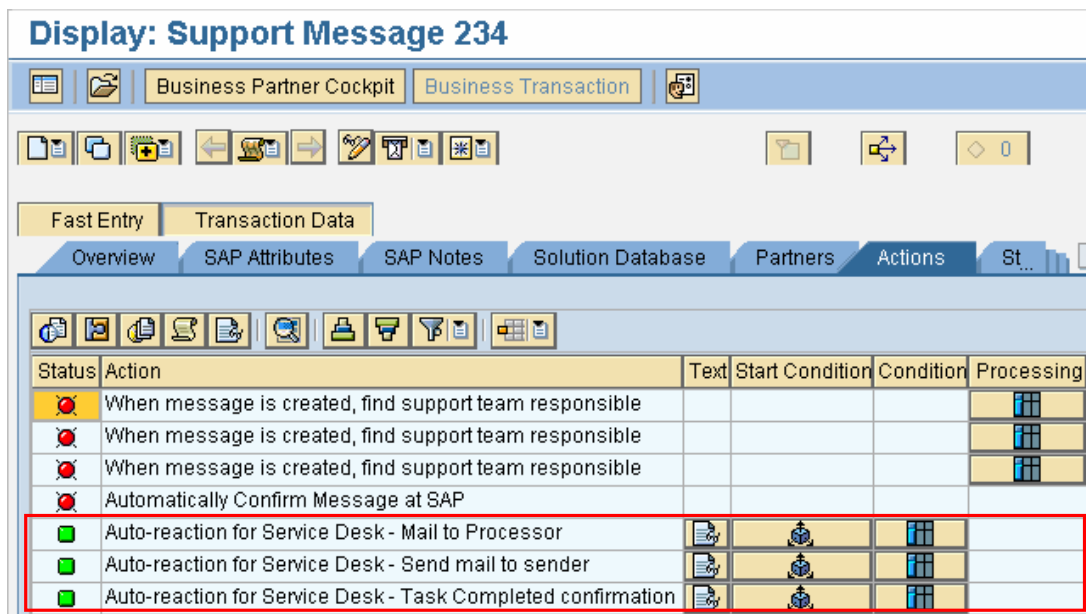 Display: Support Message 234
Business Partner Cockpit Business Transaction
0
Fast Entry Transaction Data
Overview SAP Attributes SAP Notes Solution Database Partners Actions St...
Status Action Text Start Condition Condition Processing
When message is created, find support team responsible
When message is created, find support team responsible
When message is created, find support team responsible
Automatically Confirm Message at SAP
Auto-reaction for Service Desk - Mail to Processor
Auto-reaction for Service Desk - Send mail to sender
Auto-reaction for Service Desk - Task Completed confirmation